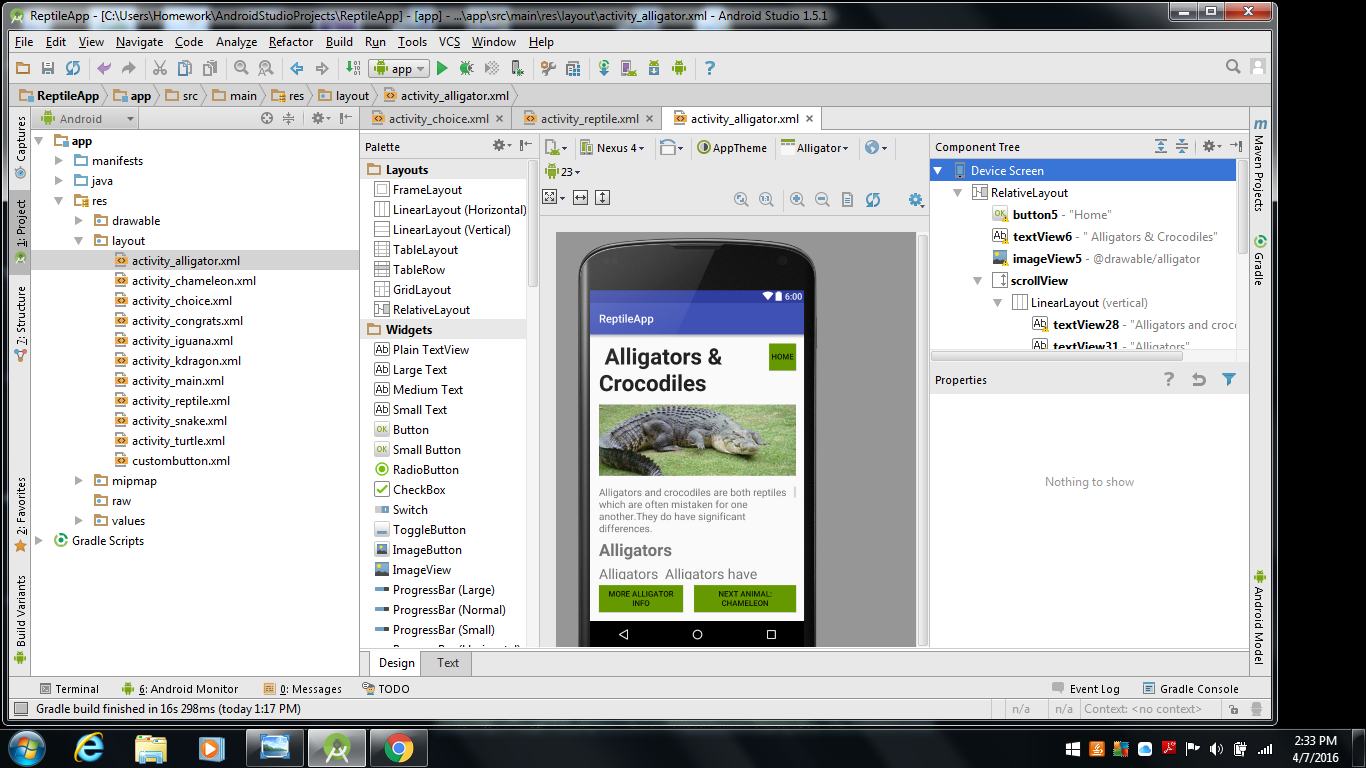 ReptileApp - [C:\Users\Homework\AndroidStudioProjects\ReptileApp] - [app] - ...\app\src\main\res\layout\activity_alligator.xml - Android Studio 1.5.1
File Edit View Navigate Code Analyze Refactor Build Run Tools VCS Window Help
app
ReptileApp app src main res layout activity_alligator.xml
Captures
1: Project
7: Structure
2: Favorites
Build Variants
Android
app
manifests
java
res
drawable
layout
activity_alligator.xml
activity_chameleon.xml
activity_choice.xml
activity_congrats.xml
activity_iguana.xml
activity_kdragon.xml
activity_main.xml
activity_reptile.xml
activity_snake.xml
activity_turtle.xml
custombutton.xml
mipmap
raw
values
Gradle Scripts
activity_choice.xml activity_reptile.xml activity_alligator.xml
Palette
Layouts
FrameLayout
LinearLayout (Horizontal)
LinearLayout (Vertical)
TableLayout
TableRow
GridLayout
RelativeLayout
Widgets
Plain TextView
Large Text
Medium Text
Small Text
Button
Small Button
RadioButton
CheckBox
Switch
ToggleButton
ImageButton
ImageView
ProgressBar (Large)
ProgressBar (Normal)
ProgressBar (Small)
Nexus 4 AppTheme Alligator
23
6:00
ReptileApp
Alligators &
Crocodiles
HOME
Alligators and crocodiles are both reptiles
which are often mistaken for one
another.They do have significant
differences.
Alligators
Alligators Alligators have
MORE ALLIGATOR
INFO
NEXT ANIMAL:
CHAMELEON
Design Text
Component Tree
Device Screen
RelativeLayout
button5 - "Home"
textView6 - " Alligators & Crocodiles"
imageView5 - @drawable/alligator
scrollView
LinearLayout (vertical)
textView28 - "Alligators and croc
textView31 - "Alligators"
Properties
Nothing to show
m Maven Projects
Gradle
Android Model
Terminal 6: Android Monitor 0: Messages TODO Event Log Gradle Console
Gradle build finished in 16s 298ms (today 1:17 PM) n/a n/a Context: <no context>
2:33 PM
4/7/2016